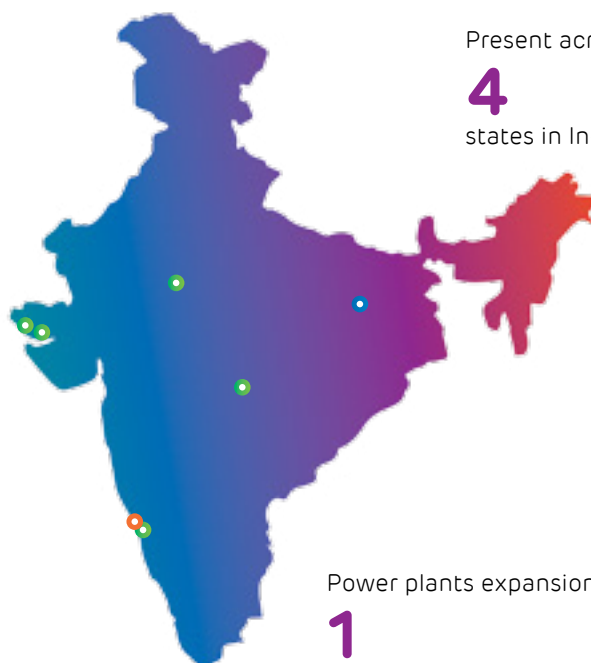 Present acr
4
states in In
Power plants expansion
1